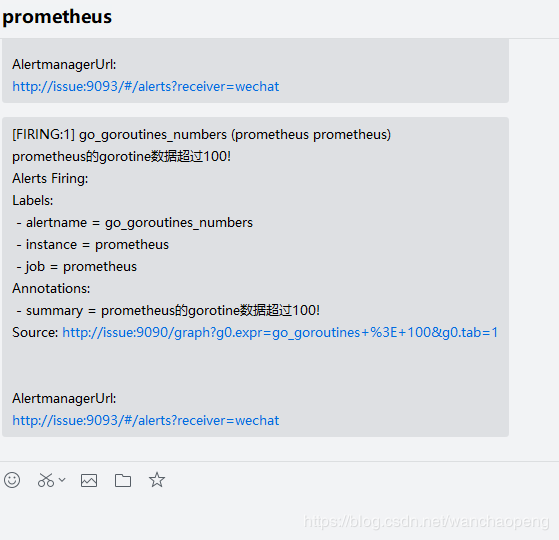 prometheus
AlertmanagerUrl:
http://issue:9093/#/alerts?receiver=wechat
[FIRING:1] go_goroutines_numbers (prometheus prometheus)
prometheus的gorotine数据超过100!
Alerts Firing:
Labels:
- alertname = go_goroutines_numbers
- instance = prometheus
- job = prometheus
Annotations:
- summary = prometheus的gorotine数据超过100!
Source: http://issue:9090/graph?g0.expr=go_goroutines+%3E+100&g0.tab=1
AlertmanagerUrl:
http://issue:9093/#/alerts?receiver=wechat
https://blog.csdn.net/wanchaopeng